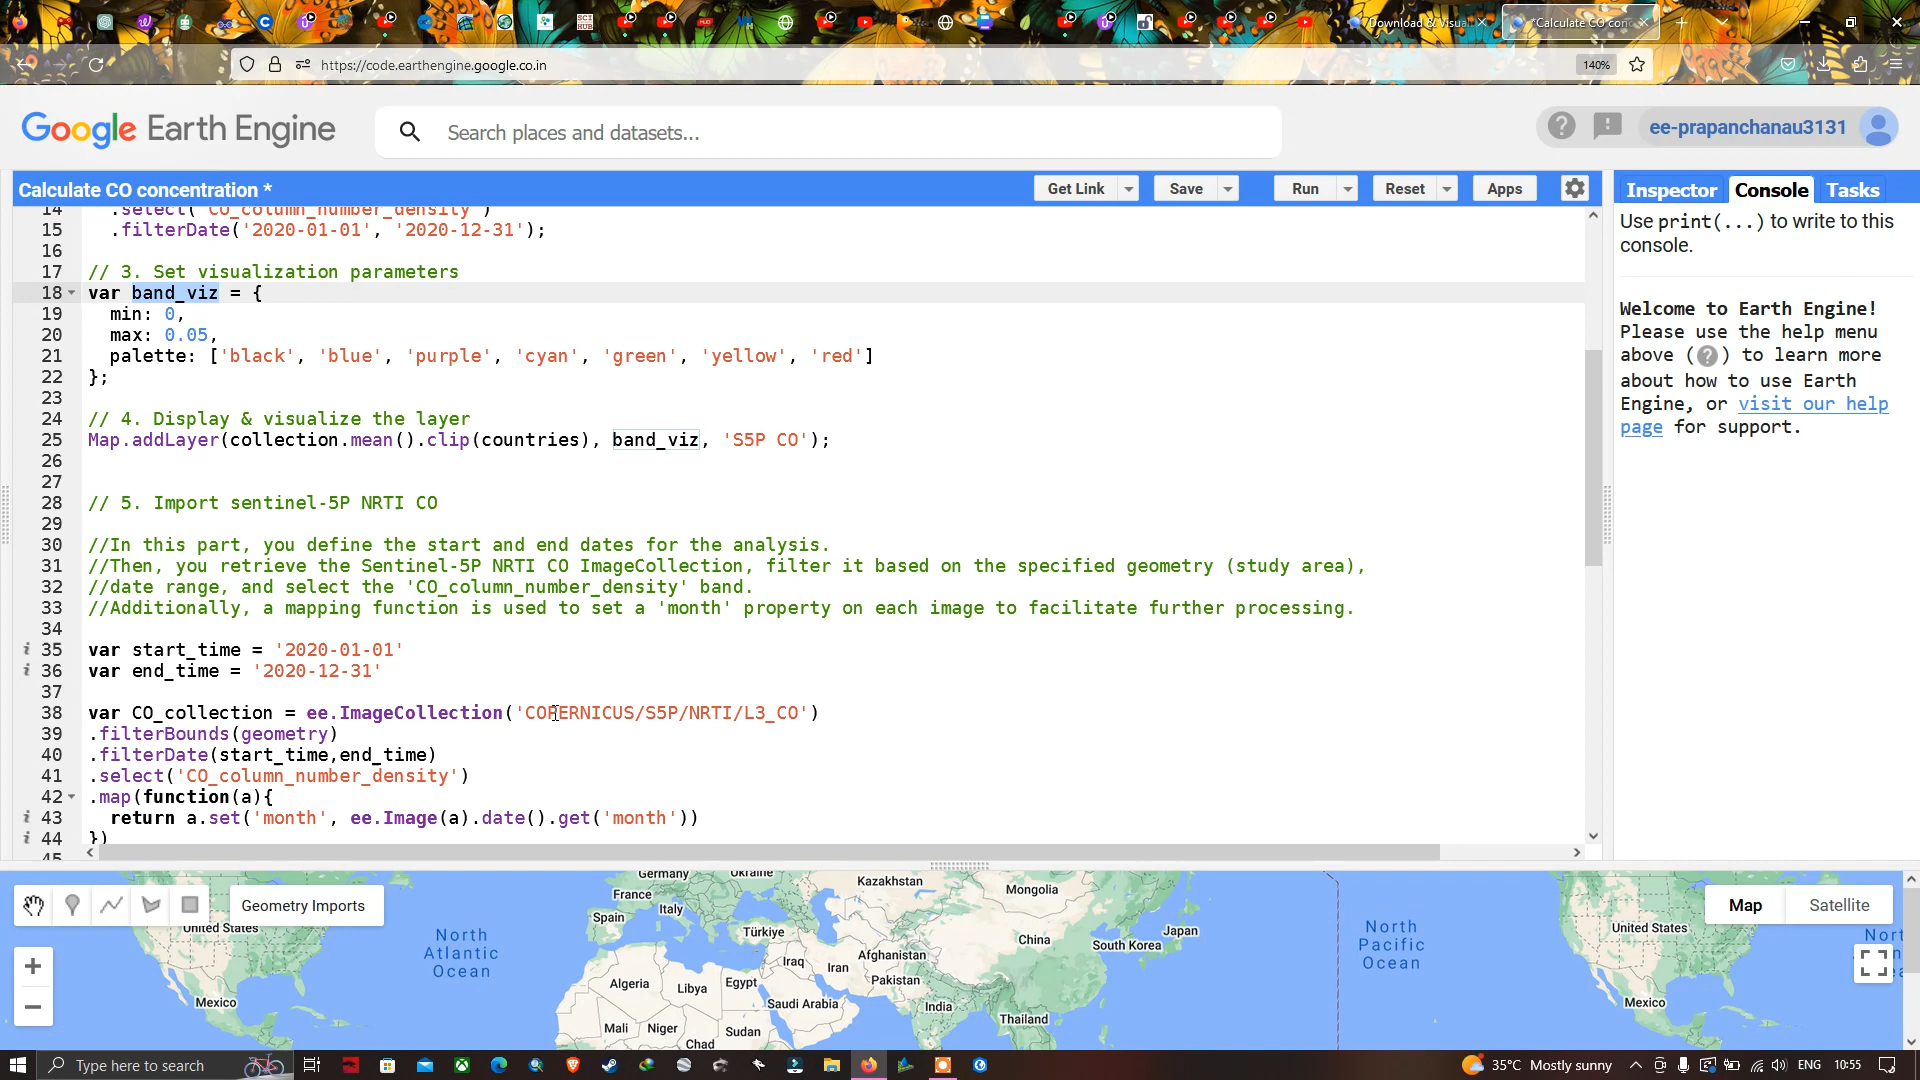 Download & Visual
*Calculate CO con
https://code.earthengine.google.co.in
140%
Google Earth Engine
Search places and datasets...
ee-prapanchanau3131
Calculate CO concentration *
Get Link
Save
Run
Reset
Apps
Inspector
Console
Tasks
14 .select('CO_column_number_density')
15 .filterDate('2020-01-01', '2020-12-31');
16
17 // 3. Set visualization parameters
18 var band_viz = {
19 min: 0,
20 max: 0.05,
21 palette: ['black', 'blue', 'purple', 'cyan', 'green', 'yellow', 'red']
22 };
23
24 // 4. Display & visualize the layer
25 Map.addLayer(collection.mean().clip(countries), band_viz, 'S5P CO');
26
27
28 // 5. Import sentinel-5P NRTI CO
29
30 //In this part, you define the start and end dates for the analysis.
31 //Then, you retrieve the Sentinel-5P NRTI CO ImageCollection, filter it based on the specified geometry (study area),
32 //date range, and select the 'CO_column_number_density' band.
33 //Additionally, a mapping function is used to set a 'month' property on each image to facilitate further processing.
34
35 var start_time = '2020-01-01'
36 var end_time = '2020-12-31'
37
38 var CO_collection = ee.ImageCollection('COPERNICUS/S5P/NRTI/L3_CO')
39 .filterBounds(geometry)
40 .filterDate(start_time,end_time)
41 .select('CO_column_number_density')
42 .map(function(a){
43 return a.set('month', ee.Image(a).date().get('month'))
44 })
45
Use print(...) to write to this
console.
Welcome to Earth Engine!
Please use the help menu
above (?) to learn more
about how to use Earth
Engine, or visit our help
page for support.
Geometry Imports
Map
Satellite
United States
Mexico
North
Atlantic
Ocean
Germany
Ukraine
France
Italy
Spain
Türkiye
Kazakhstan
Mongolia
China
Japan
South Korea
Afghanistan
Iraq
Iran
Pakistan
Algeria
Libya
Egypt
Saudi Arabia
India
Thailand
Mali
Niger
Sudan
Chad
North
Pacific
Ocean
United States
Mexico
Nort
Type here to search
35°C Mostly sunny
ENG
10:55